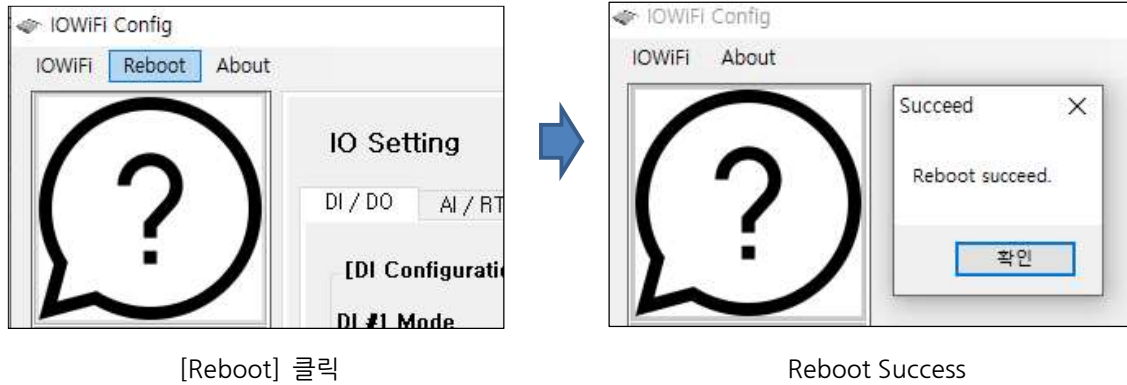 IOWiFi Config
IOWiFi Reboot About
?
IO Setting
DI / DO AI / RT
[DI Configuratio
DI #1 Mode
[Reboot] 클릭
IOWiFi Config
IOWiFi About
?
Succeed
Reboot succeed.
확인
Reboot Success